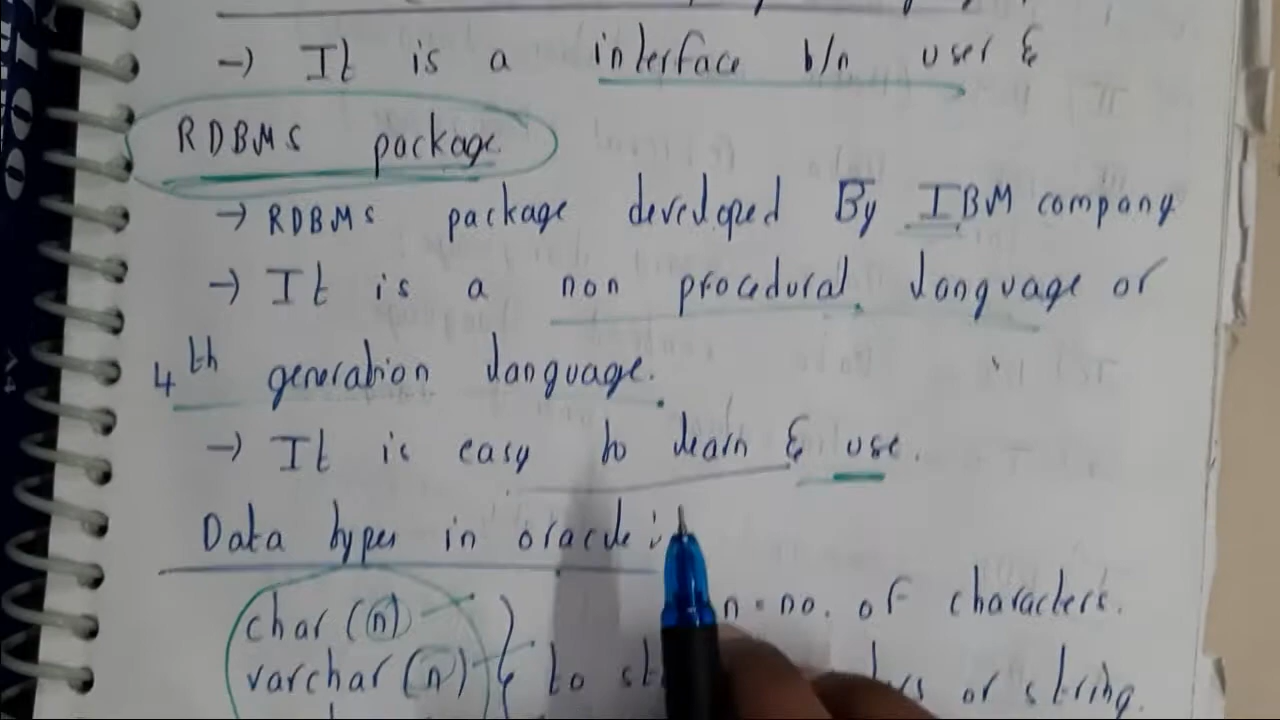 → It is a interface b/n user &
RDBMS package
→ RDBMS package developed By IBM company
→ It is a non procedural language or
4th generation language.
→ It is easy to learn & use.
Data types in oracle :
char (n) n = no. of characters.
varchar (n) to or string.